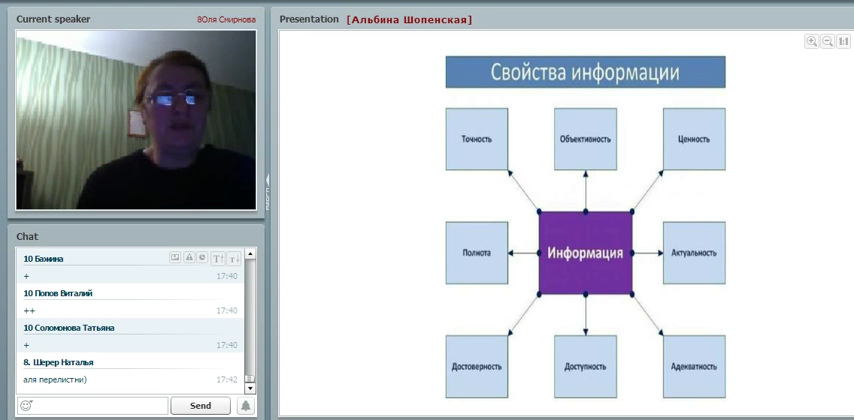 Current speaker
8Оля Смирнова
Presentation [Альбина Шопенская]
1:1
Свойства информации
Точность
Объективность
Ценность
Полнота
Информация
Актуальность
Достоверность
Доступность
Адекватность
Chat
10 Бажина
+
17:40
10 Попов Виталий
++
17:40
10 Соломонова Татьяна
+
17:40
8. Шерер Наталья
аля перелистни)
17:42
Send